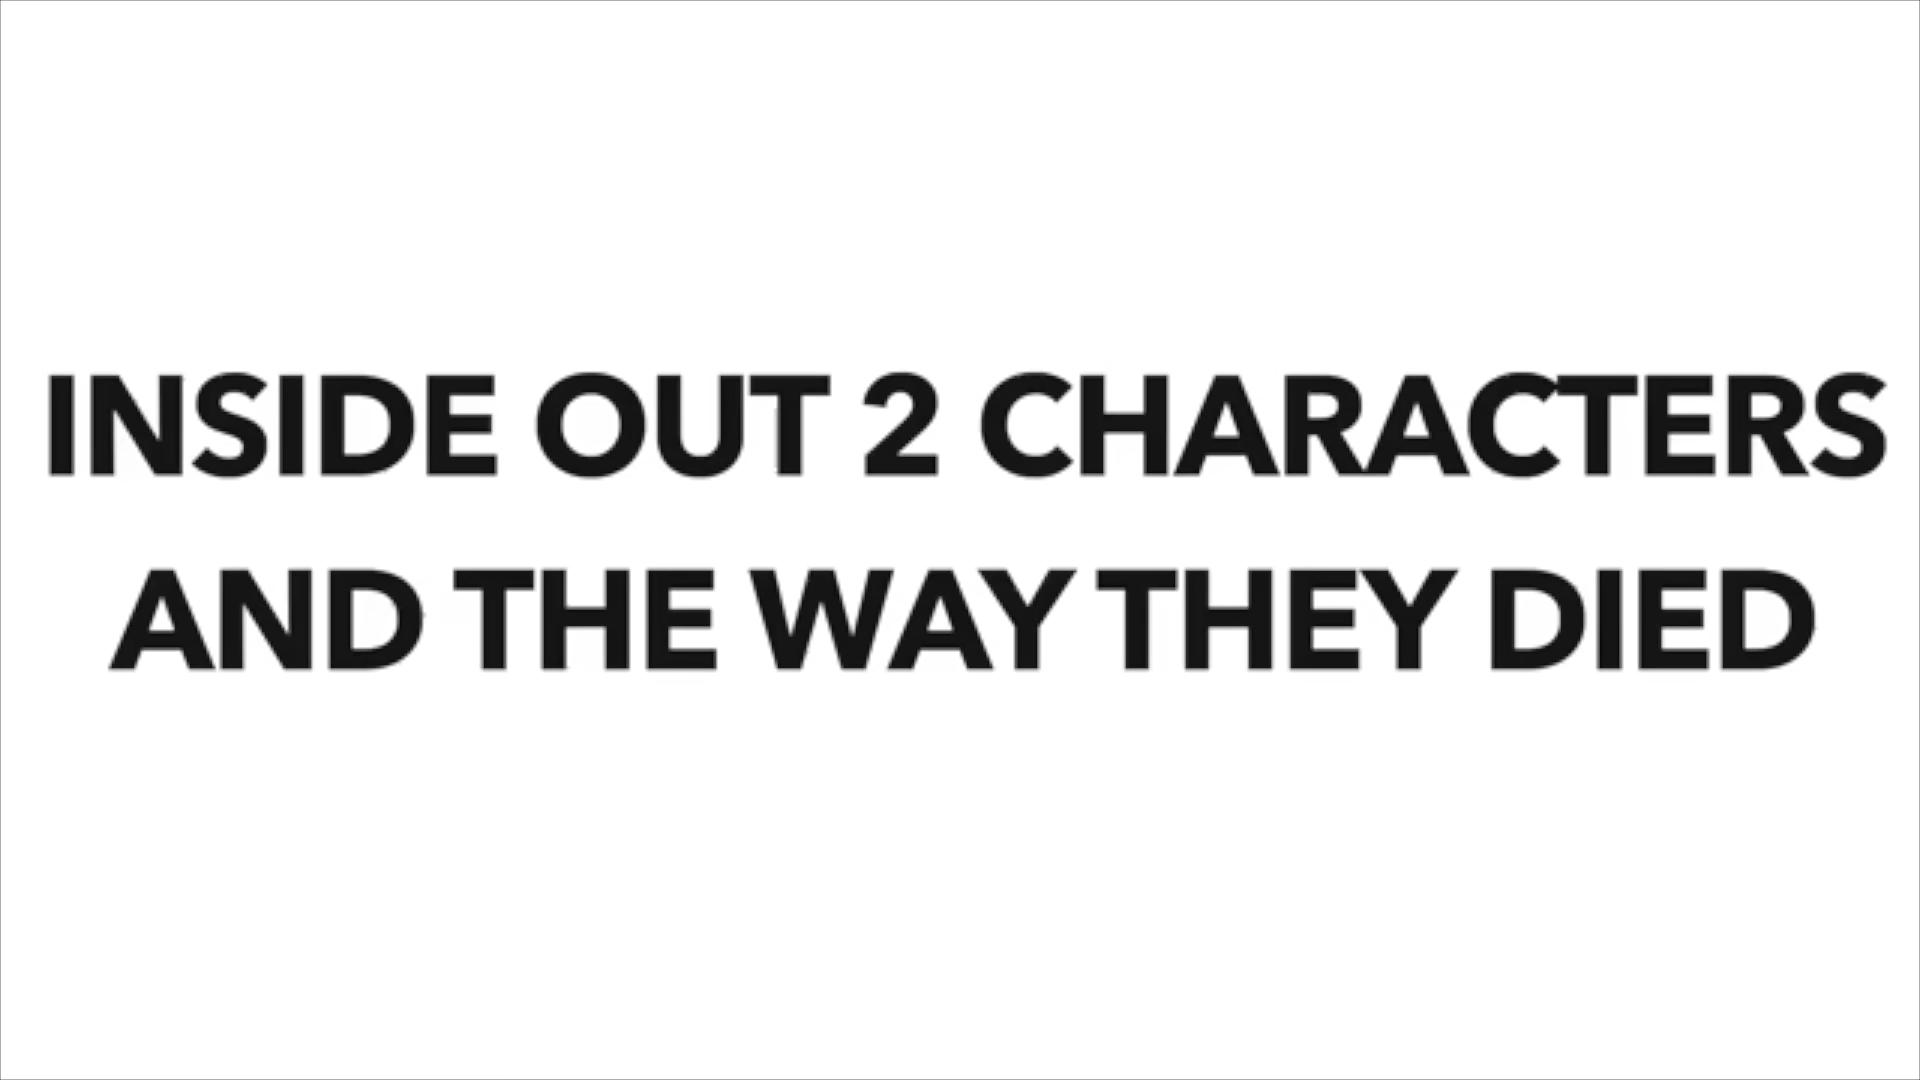 INSIDE OUT 2 CHARACTERS
AND THE WAY THEY DIED